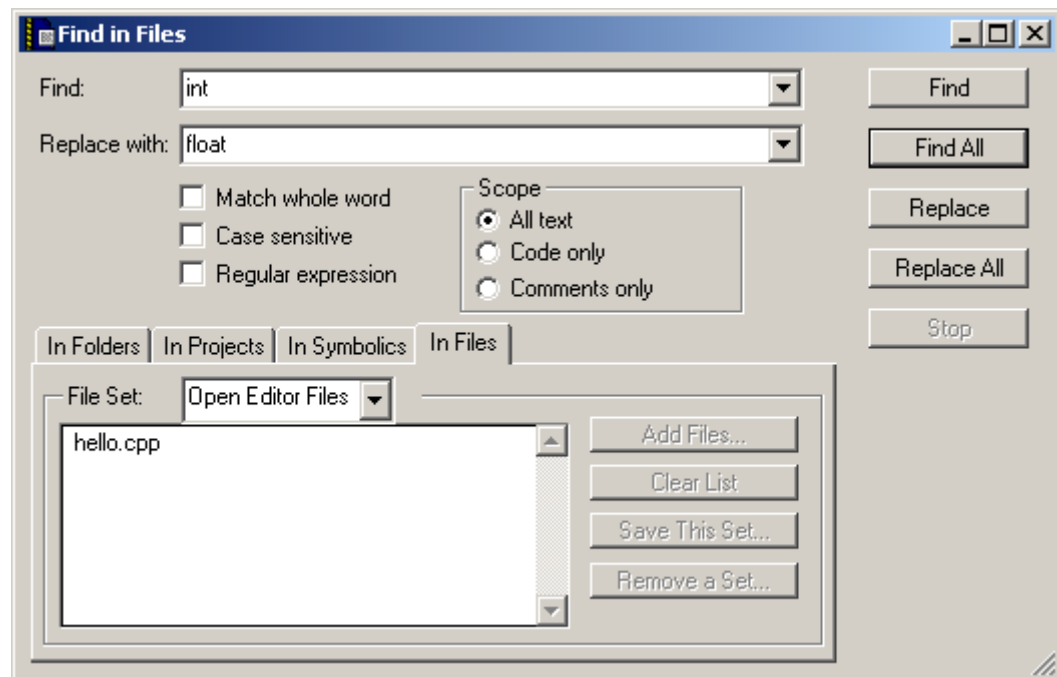 Find in Files
Find: int Find
Replace with: float Find All
Match whole word Scope Replace
Case sensitive All text
Regular expression Code only Replace All
Comments only
In Folders In Projects In Symbolics In Files Stop
File Set: Open Editor Files
hello.cpp Add Files...
Clear List
Save This Set...
Remove a Set...